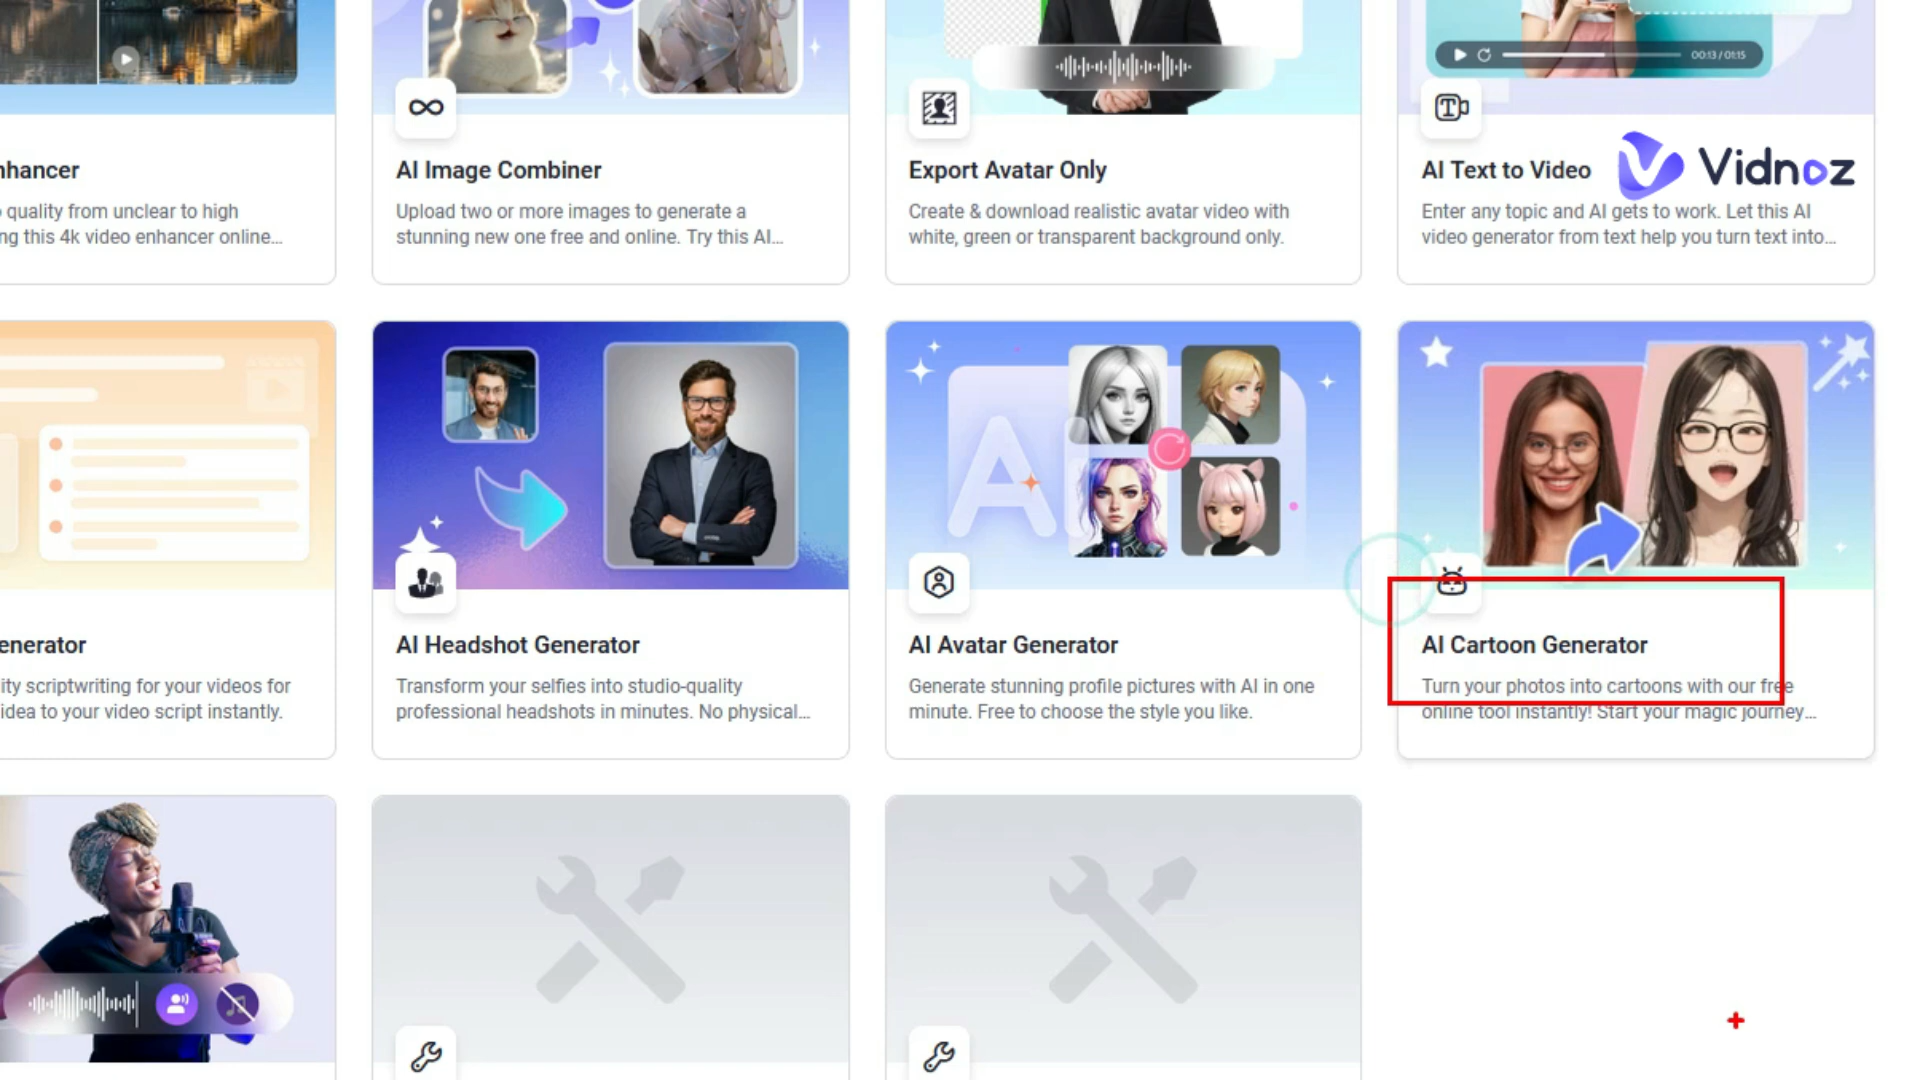 00:13 / 01:15
hancer
quality from unclear to high
ng this 4k video enhancer online...
AI Image Combiner
Upload two or more images to generate a
stunning new one free and online. Try this AI...
Export Avatar Only
Create & download realistic avatar video with
white, green or transparent background only.
AI Text to Video
Vidnoz
Enter any topic and AI gets to work. Let this AI
video generator from text help you turn text into...
AI
enerator
ity scriptwriting for your videos for
idea to your video script instantly.
AI Headshot Generator
Transform your selfies into studio-quality
professional headshots in minutes. No physical...
AI Avatar Generator
Generate stunning profile pictures with AI in one
minute. Free to choose the style you like.
AI Cartoon Generator
Turn your photos into cartoons with our free
online tool instantly! Start your magic journey...